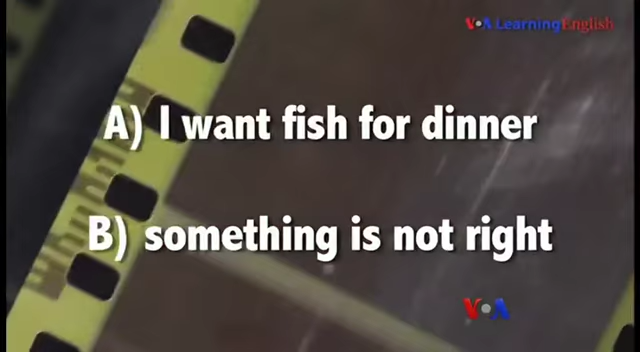 VOA Learning English
A) I want fish for dinner
B) something is not right
VOA